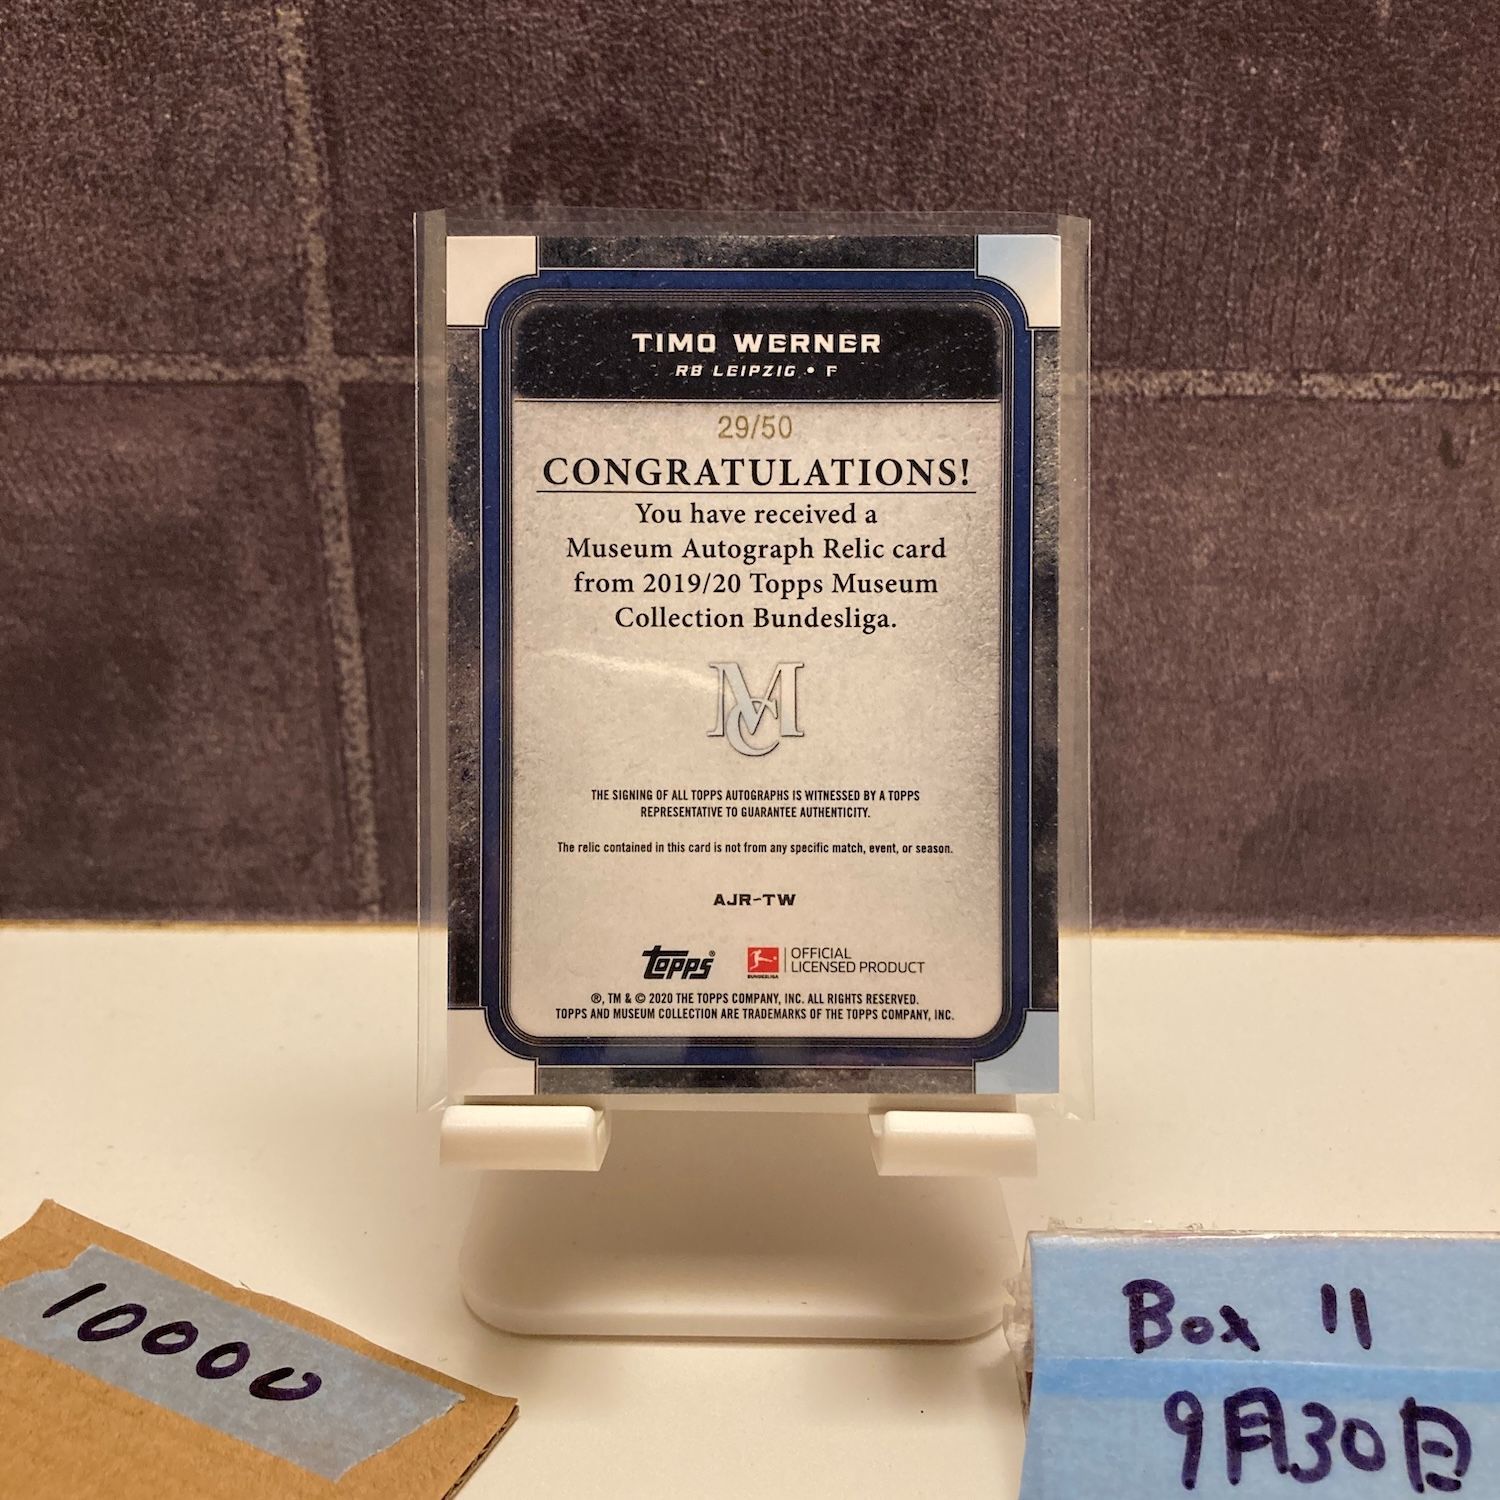 TIMO WERNER
RB LEIPZIG • F
29/50
CONGRATULATIONS!
You have received a
Museum Autograph Relic card
from 2019/20 Topps Museum
Collection Bundesliga.
MC
THE SIGNING OF ALL TOPPS AUTOGRAPHS IS WITNESSED BY A TOPPS
REPRESENTATIVE TO GUARANTEE AUTHENTICITY.
The relic contained in this card is not from any specific match, event, or season.
AJR-TW
topps®
BUNDESLIGA
OFFICIAL
LICENSED PRODUCT
®, TM & © 2020 THE TOPPS COMPANY, INC. ALL RIGHTS RESERVED.
TOPPS AND MUSEUM COLLECTION ARE TRADEMARKS OF THE TOPPS COMPANY, INC.
10000
Box 11
9月30日